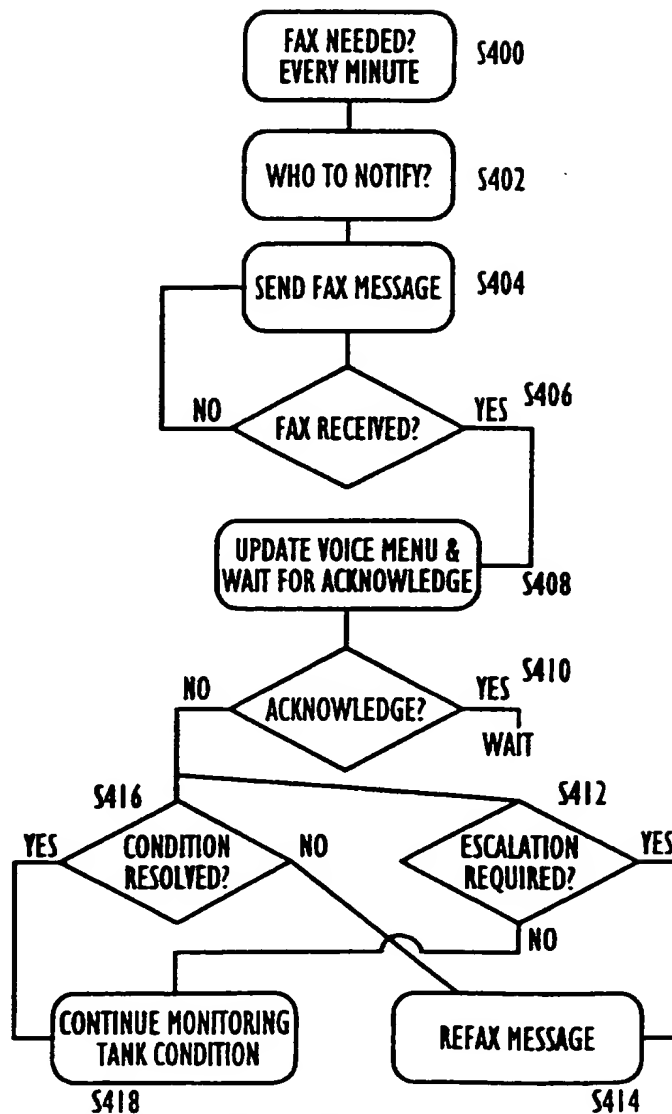 FAX NEEDED?
EVERY MINUTE
S400
WHO TO NOTIFY?
S402
SEND FAX MESSAGE
S404
S406
NO
YES
FAX RECEIVED?
UPDATE VOICE MENU &
WAIT FOR ACKNOWLEDGE
S408
S410
NO
YES
ACKNOWLEDGE?
WAIT
S416
S412
YES
CONDITION
RESOLVED?
NO
ESCALATION
REQUIRED?
YES
NO
CONTINUE MONITORING
TANK CONDITION
REFAX MESSAGE
S418
S414